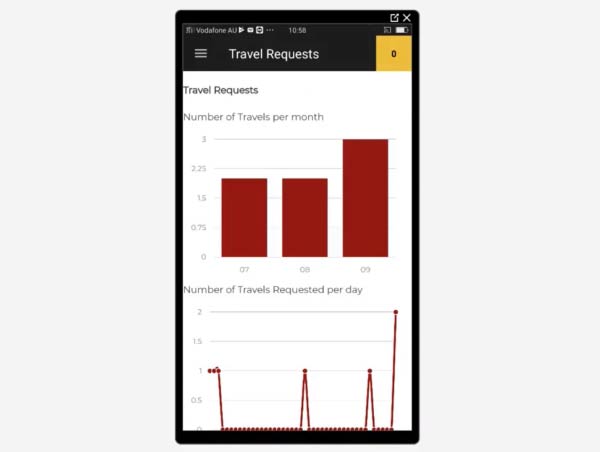 Vodafone AU 10:58
Travel Requests 0
Travel Requests
Number of Travels per month
3
2.25
1.5
0.75
0
07 08 09
Number of Travels Requested per day
2
1.5
1
0.5
0